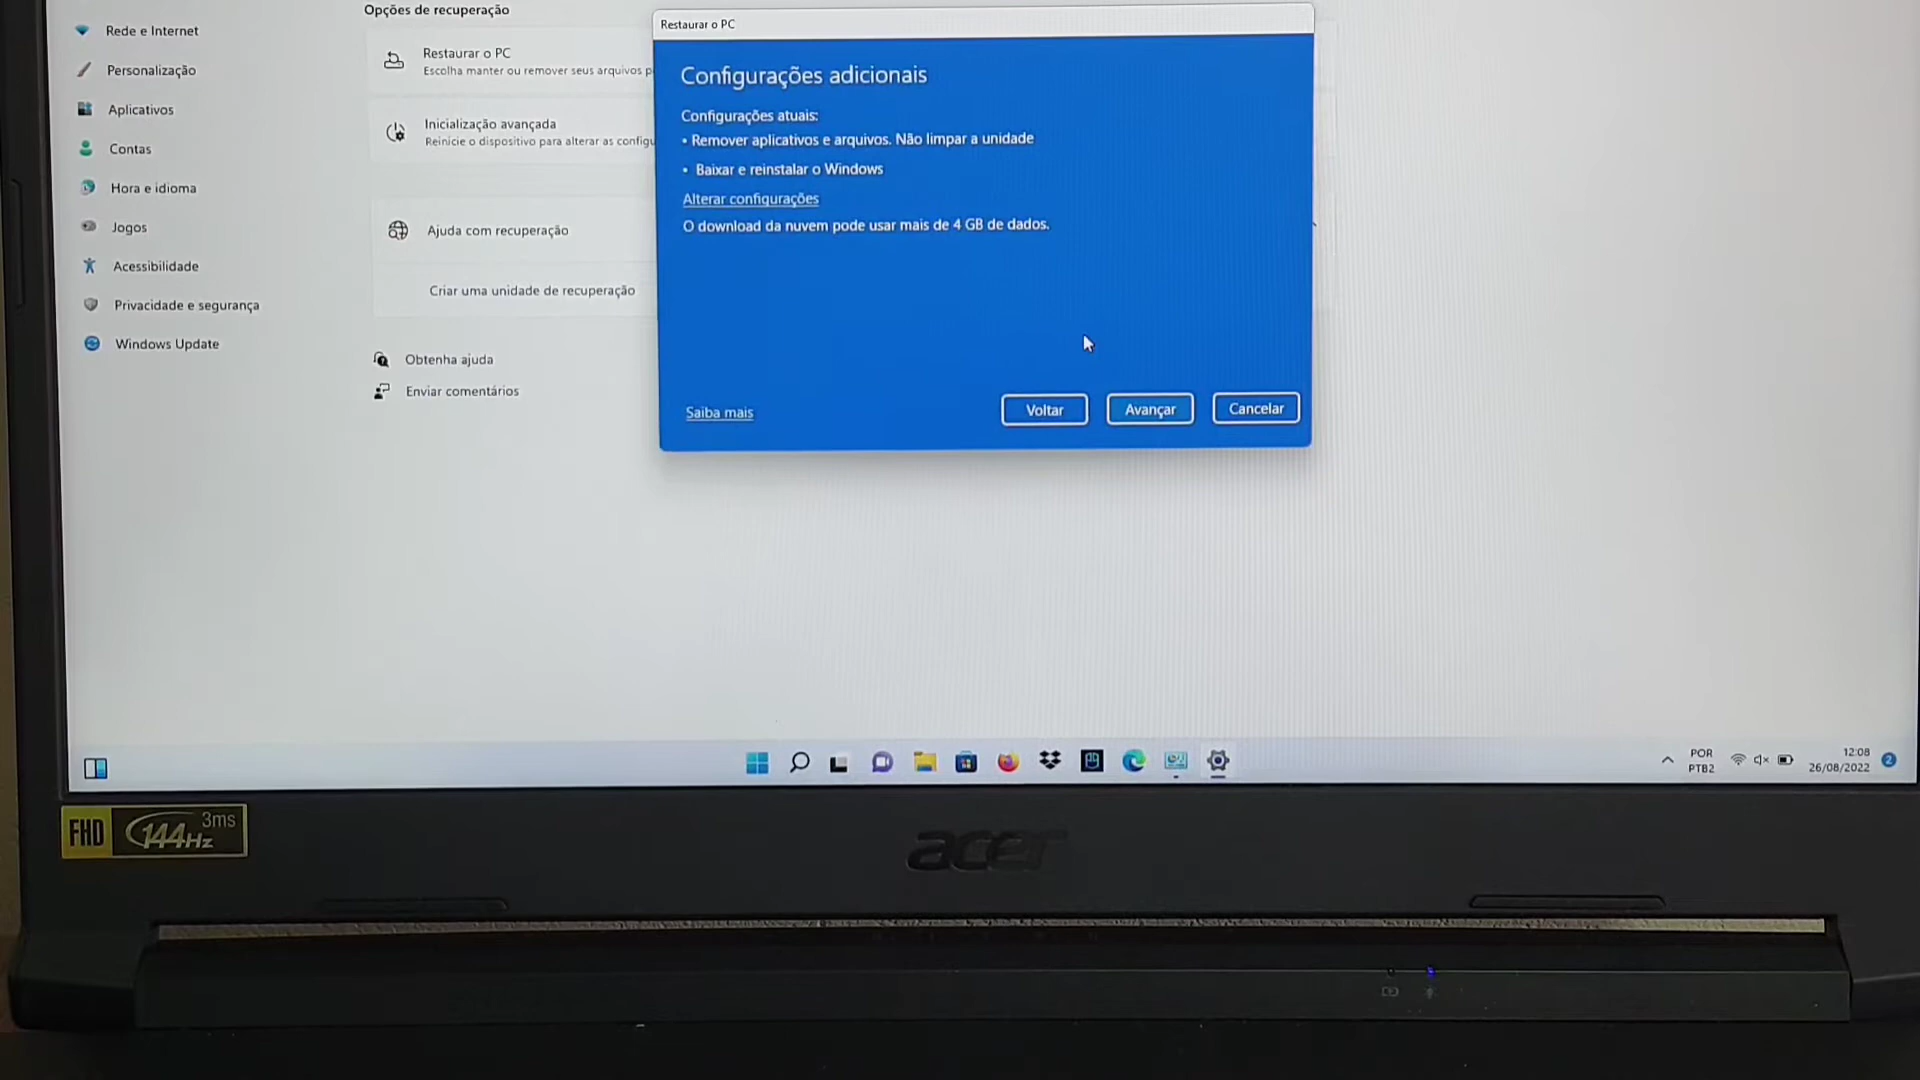 Opções de recuperação
Rede e Internet
Personalização
Aplicativos
Contas
Hora e idioma
Jogos
Acessibilidade
Privacidade e segurança
Windows Update
Restaurar o PC
Escolha manter ou remover seus arquivos
Inicialização avançada
Reinicie o dispositivo para alterar as
Ajuda com recuperação
Criar uma unidade de recuperação
Obtenha ajuda
Enviar comentários
Restaurar o PC
Configurações adicionais
Configurações atuais:
• Remover aplicativos e arquivos. Não limpar a unidade
• Baixar e reinstalar o Windows
Alterar configurações
O download da nuvem pode usar mais de 4 GB de dados.
Saiba mais
Voltar
Avançar
Cancelar
POR
PTB2
12:08
26/08/2022
2
FHD 144Hz 3ms
acer